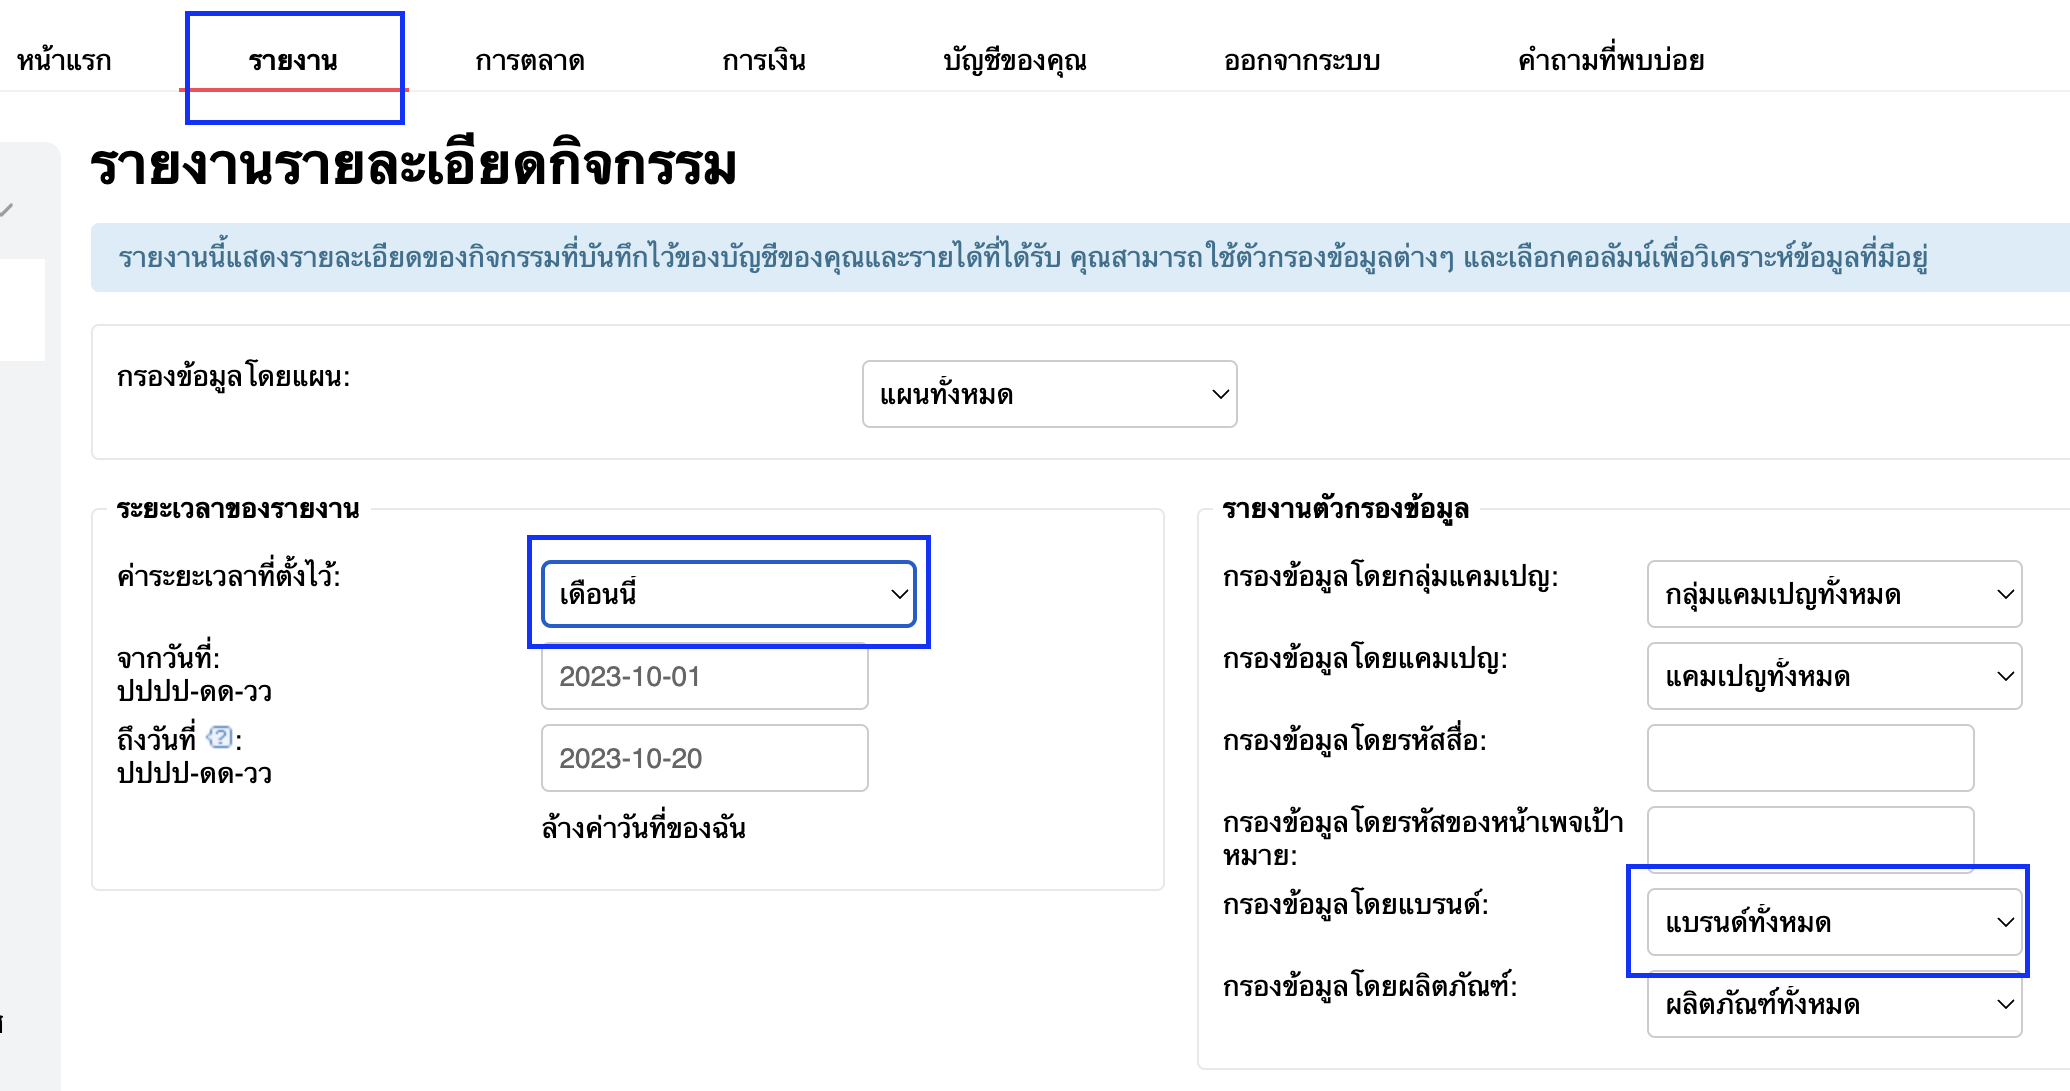 หน้าแรก รายงาน การตลาด การเงิน บัญชีของคุณ ออกจากระบบ คำถามที่พบบ่อย
รายงานรายละเอียดกิจกรรม
รายงานนี้แสดงรายละเอียดของกิจกรรมที่บันทึกไว้ของบัญชีของคุณและรายได้ที่ได้รับ คุณสามารถใช้ตัวกรองข้อมูลต่างๆ และเลือกคอลัมน์เพื่อวิเคราะห์ข้อมูลที่มีอยู่
กรองข้อมูลโดยแผน: แผนทั้งหมด
ระยะเวลาของรายงาน
ค่าระยะเวลาที่ตั้งไว้: เดือนนี้
จากวันที่: 2023-10-01
ปปปป-ดด-วว
ถึงวันที่ : 2023-10-20
ปปปป-ดด-วว
ล้างค่าวันที่ของฉัน
รายงานตัวกรองข้อมูล
กรองข้อมูลโดยกลุ่มแคมเปญ: กลุ่มแคมเปญทั้งหมด
กรองข้อมูลโดยแคมเปญ: แคมเปญทั้งหมด
กรองข้อมูลโดยรหัสสื่อ:
กรองข้อมูลโดยรหัสของหน้าเพจเป้า
หมาย:
กรองข้อมูลโดยแบรนด์: แบรนด์ทั้งหมด
กรองข้อมูลโดยผลิตภัณฑ์: ผลิตภัณฑ์ทั้งหมด